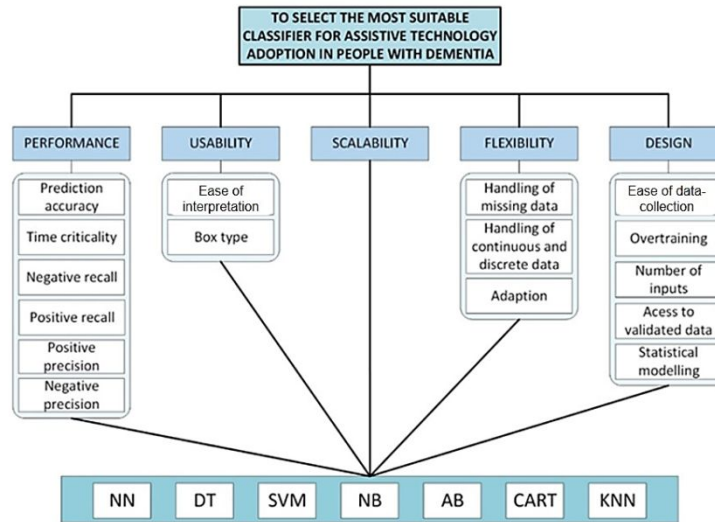 TO SELECT THE MOST SUITABLE
CLASSIFIER FOR ASSISTIVE TECHNOLOGY
ADOPTION IN PEOPLE WITH DEMENTIA
PERFORMANCE
USABILITY
SCALABILITY
FLEXIBILITY
DESIGN
Prediction
accuracy
Time criticality
Negative recall
Positive recall
Positive
precision
Negative
precision
Ease of
interpretation
Box type
Handling of
missing data
Handling of
continuous and
discrete data
Adaption
Ease of data-
collection
Overtraining
Number of
inputs
Acess to
validated data
Statistical
modelling
NN
DT
SVM
NB
AB
CART
KNN